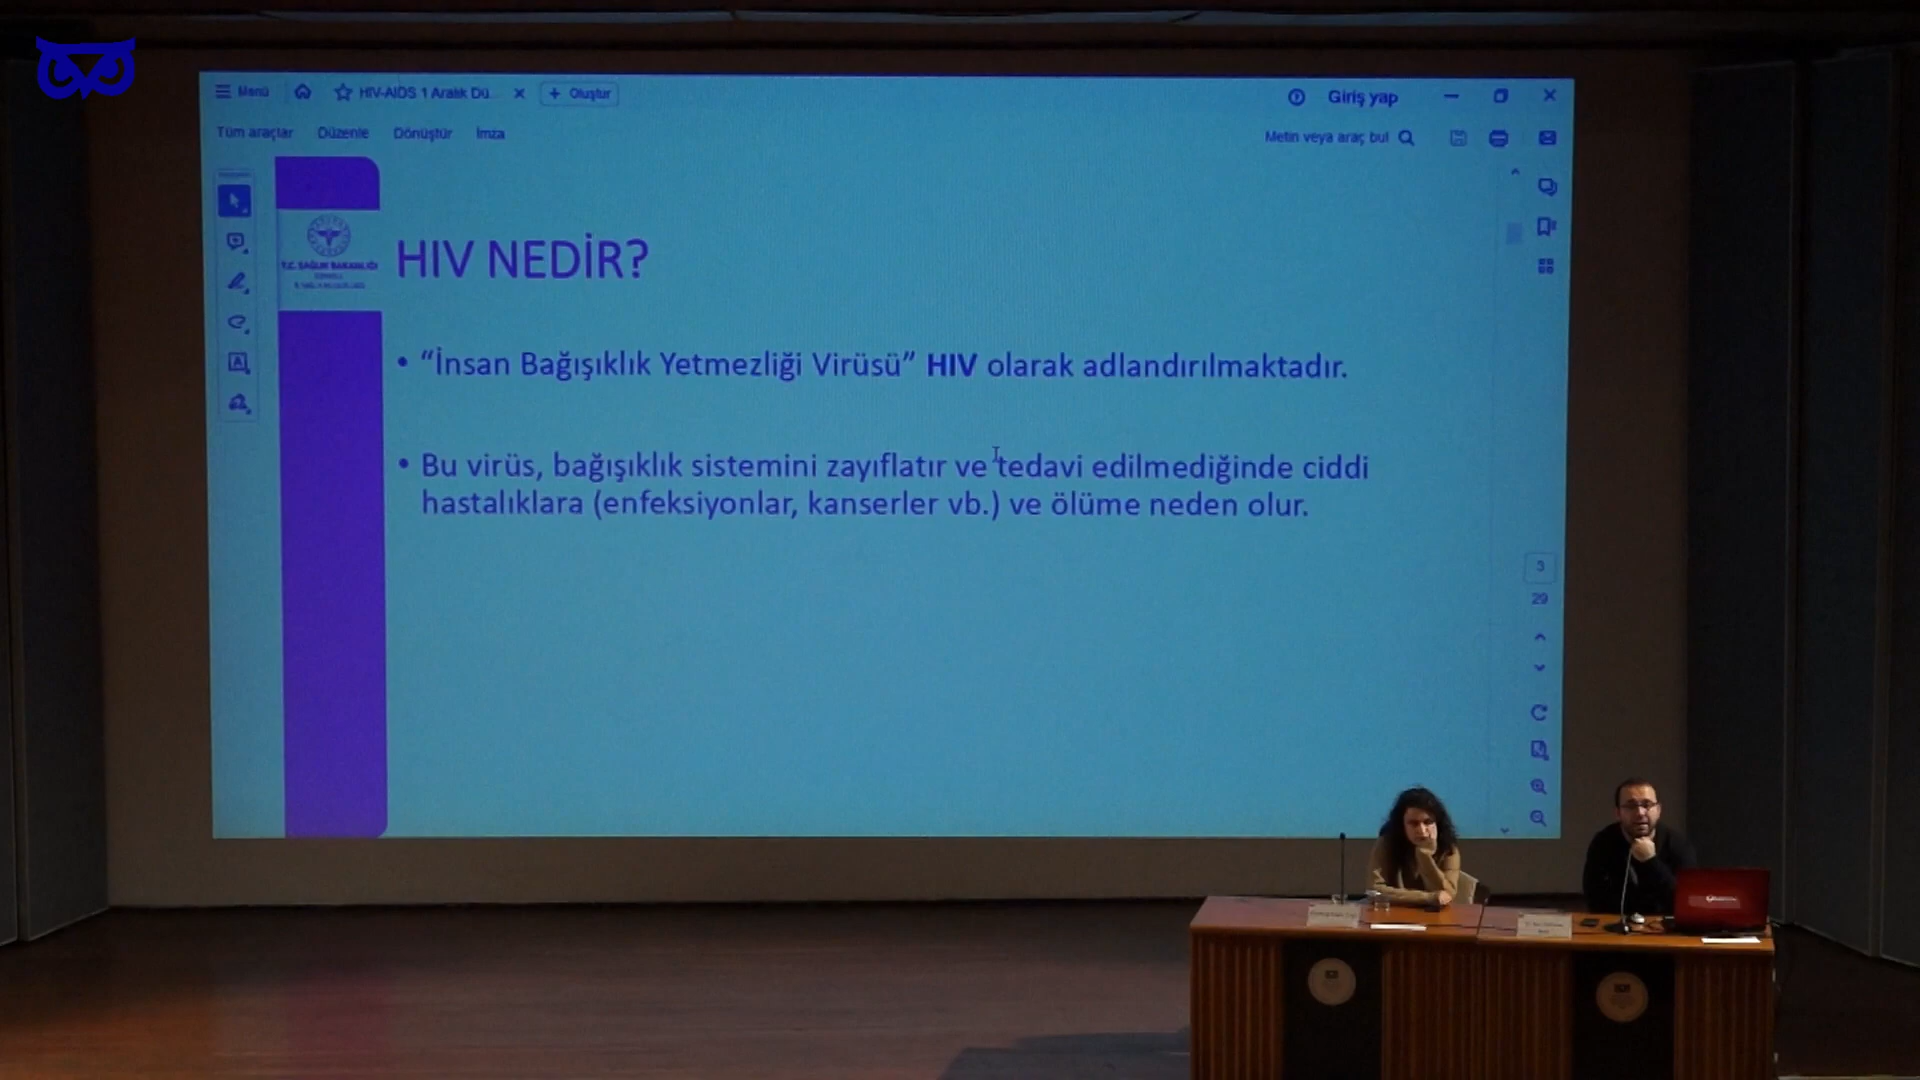 Menü
HIV-AIDS 1 Aralık Dü...
Oluştur
Giriş yap
Tüm araçlar Düzenle Dönüştür İmza
Metin veya araç bul
T.C. SAĞLIK BAKANLIĞI
HIV NEDİR?
• “İnsan Bağışıklık Yetmezliği Virüsü” HIV olarak adlandırılmaktadır.
• Bu virüs, bağışıklık sistemini zayıflatır ve tedavi edilmediğinde ciddi
hastalıklara (enfeksiyonlar, kanserler vb.) ve ölüme neden olur.
3
29